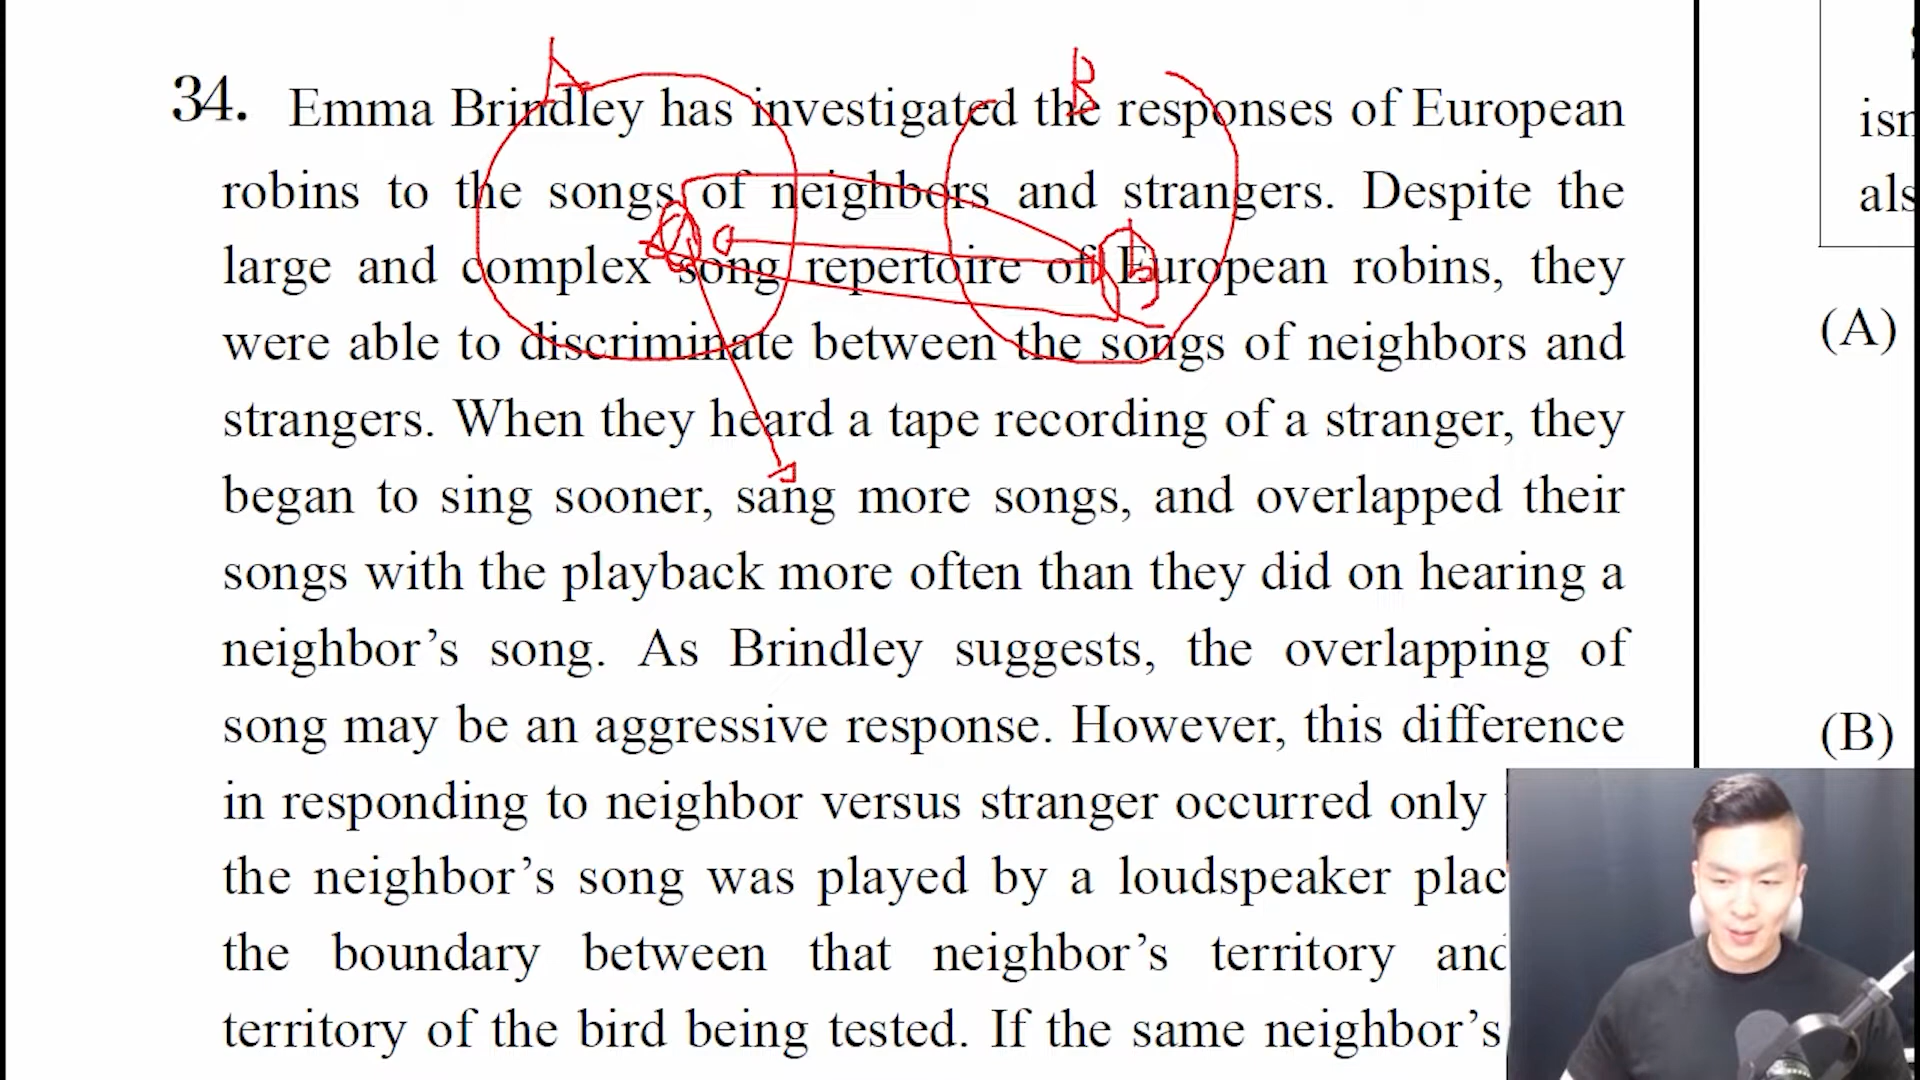 34. Emma Brindley has investigated the responses of European
robins to the songs of neighbors and strangers. Despite the
large and complex song repertoire of European robins, they
were able to discriminate between the songs of neighbors and
strangers. When they heard a tape recording of a stranger, they
began to sing sooner, sang more songs, and overlapped their
songs with the playback more often than they did on hearing a
neighbor’s song. As Brindley suggests, the overlapping of
song may be an aggressive response. However, this difference
in responding to neighbor versus stranger occurred only
the neighbor’s song was played by a loudspeaker plac
the boundary between that neighbor’s territory and
territory of the bird being tested. If the same neighbor’s
A
B
a
b
isn
als
(A)
(B)